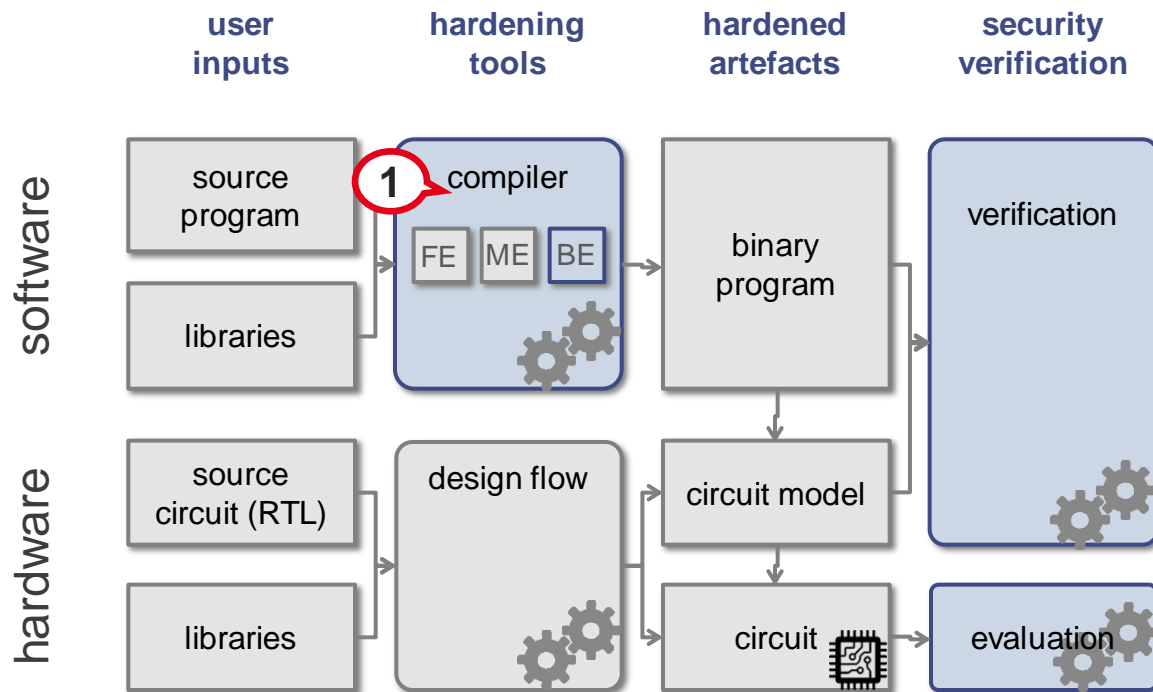 user
inputs
hardening
tools
hardened
artefacts
security
verification
software
source
program
1
compiler
FE
ME
BE
binary
program
verification
libraries
hardware
source
circuit (RTL)
design flow
circuit model
libraries
circuit
evaluation